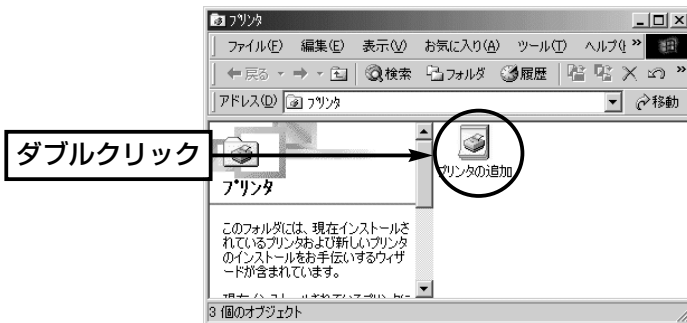 プリンタ
ファイル(F) 編集(E) 表示(V) お気に入り(A) ツール(T) ヘルプ(
戻る 検索 フォルダ 履歴
アドレス(D) プリンタ 移動
ダブルクリック
プリンタの追加
プリンタ
このフォルダには、現在インストールさ
れているプリンタおよび新しいプリンタ
のインストールをお手伝いするウィザ
ードが含まれています。
3 個のオブジェクト